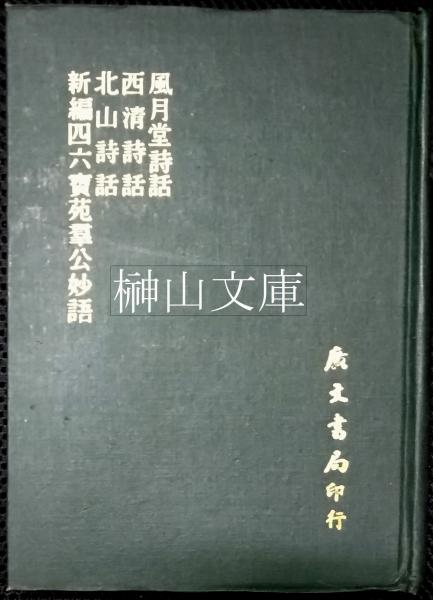 風月堂詩話
西清詩話
北山詩話
新編四六寶苑羣公妙語
榊山文庫
廣文書局印行